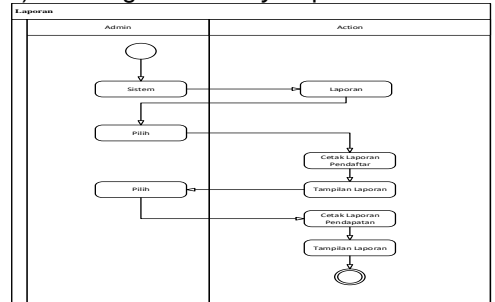 Laporan
Admin
Action
Sistem
Laporan
Pilih
Cetak Laporan
Pendaftar
Pilih
Tampilan Laporan
Cetak Laporan
Pendapatan
Tampilan Laporan